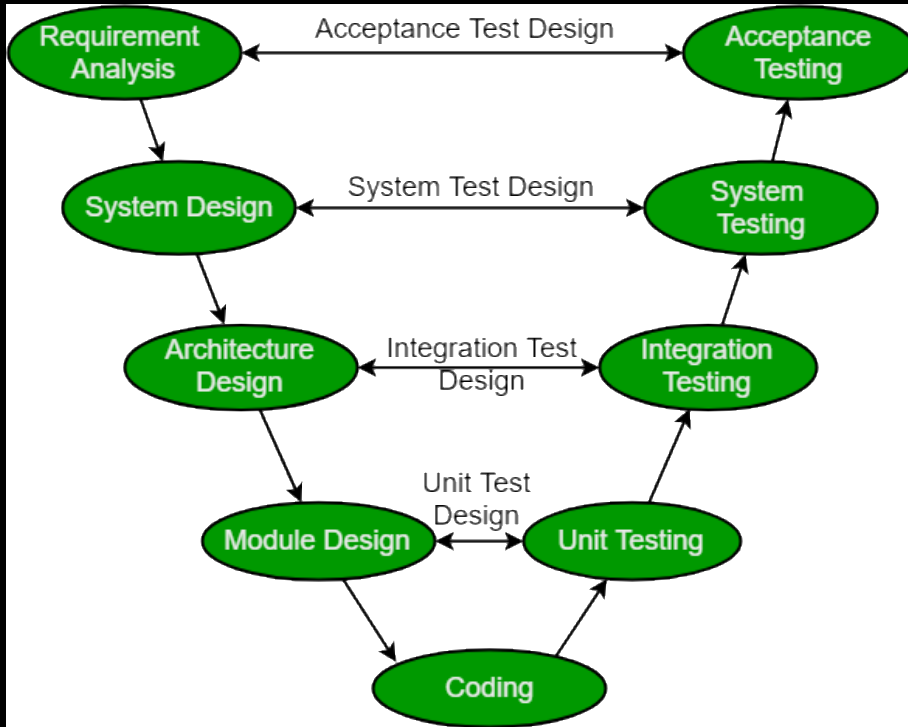 Requirement
Analysis
Acceptance Test Design
Acceptance
Testing
System Design
System Test Design
System
Testing
Architecture
Design
Integration Test
Design
Integration
Testing
Module Design
Unit Test
Design
Unit Testing
Coding